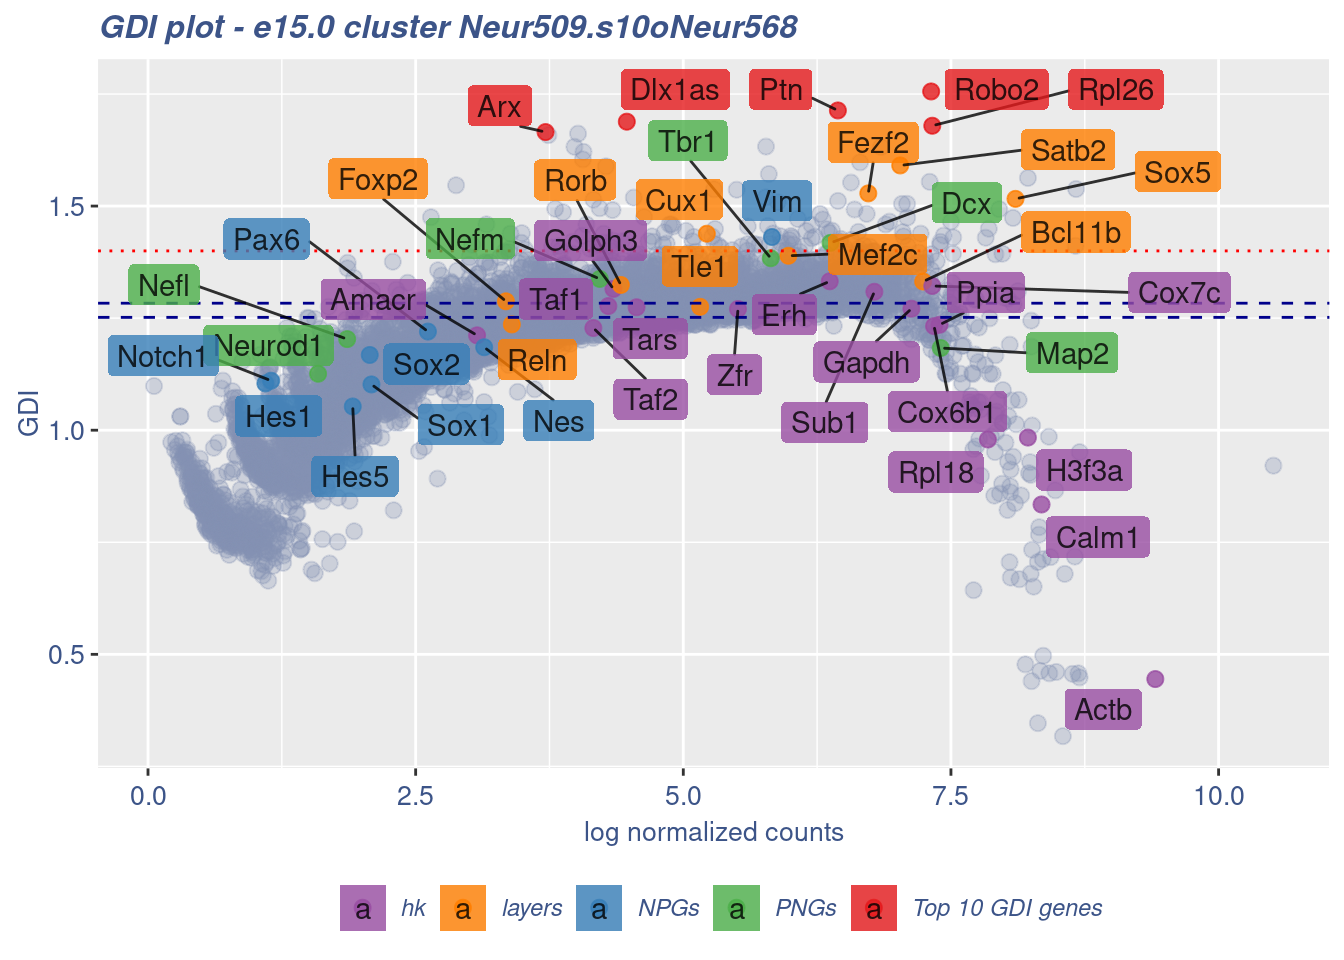 GDI plot - e15.0 cluster Neur509.s10oNeur568
Arx
Dlx1as
Ptn
Robo2
Rpl26
Tbr1
Fezf2
Satb2
Sox5
Foxp2
Rorb
Cux1
Vim
Dcx
Bcl11b
Pax6
Nefm
Golph3
Tle1
Mef2c
Nefl
Amacr
Taf1
Erh
Ppia
Cox7c
Notch1
Neurod1
Sox2
Reln
Tars
Zfr
Gapdh
Map2
Hes1
Sox1
Nes
Taf2
Sub1
Cox6b1
Hes5
Rpl18
H3f3a
Calm1
Actb
1.5
1.0
0.5
GDI
0.0
2.5
5.0
7.5
10.0
log normalized counts
a hk a layers a NPGs a PNGs a Top 10 GDI genes